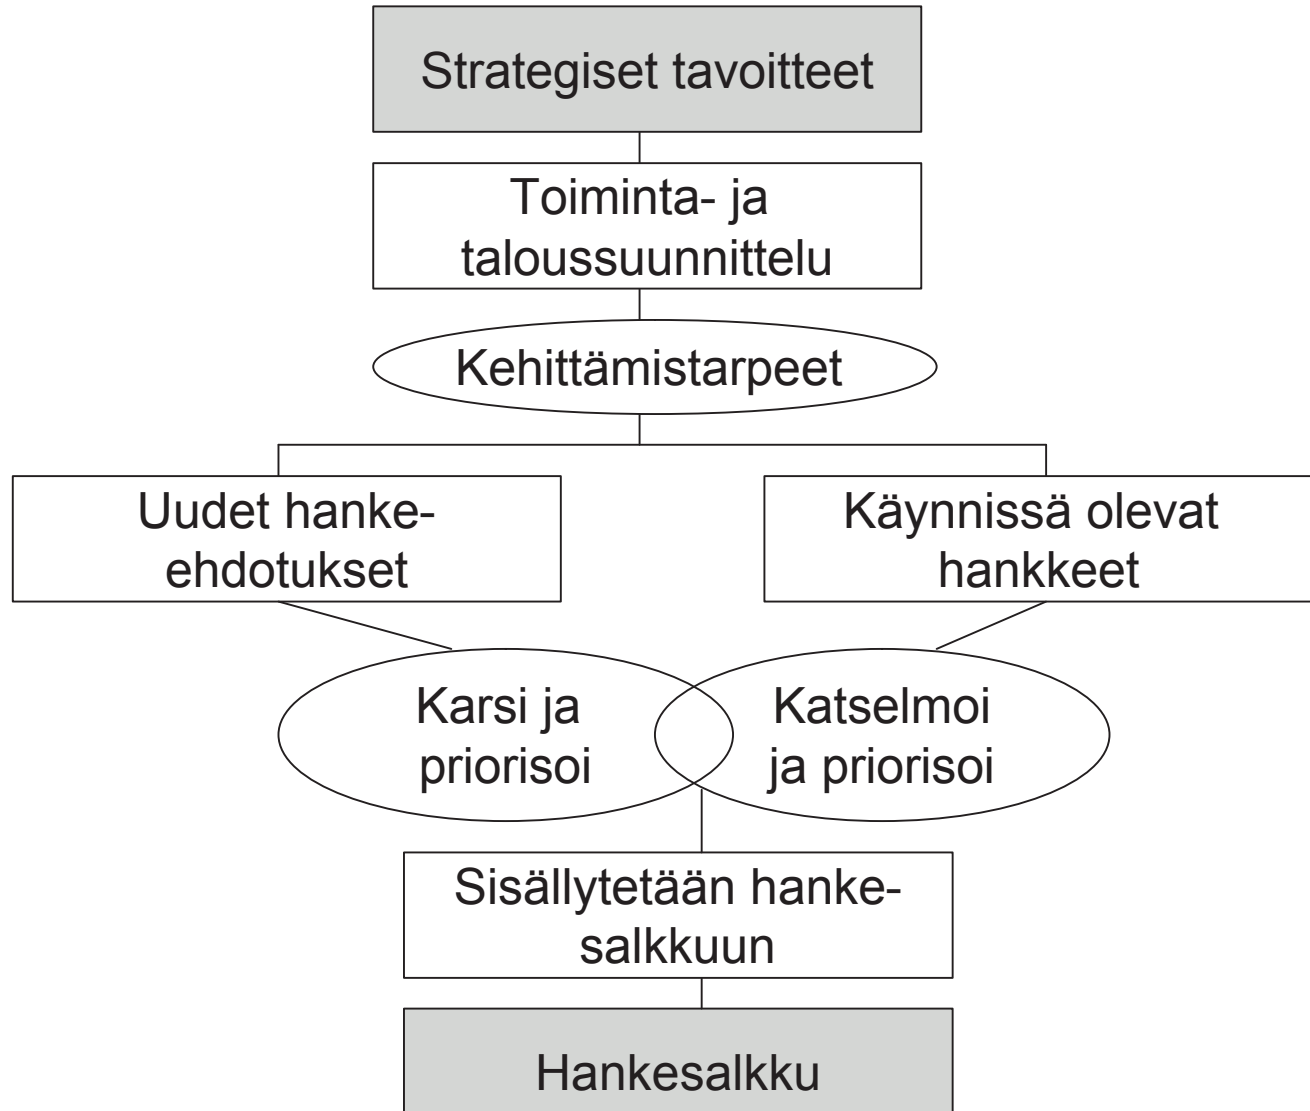 Strategiset tavoitteet
Toiminta- ja
taloussuunnittelu
Kehittämistarpeet
Uudet hanke-
ehdotukset
Käynnissä olevat
hankkeet
Karsi ja
priorisoi
Katselmoi
ja priorisoi
Sisällytetään hanke-
salkkuun
Hankesalkku